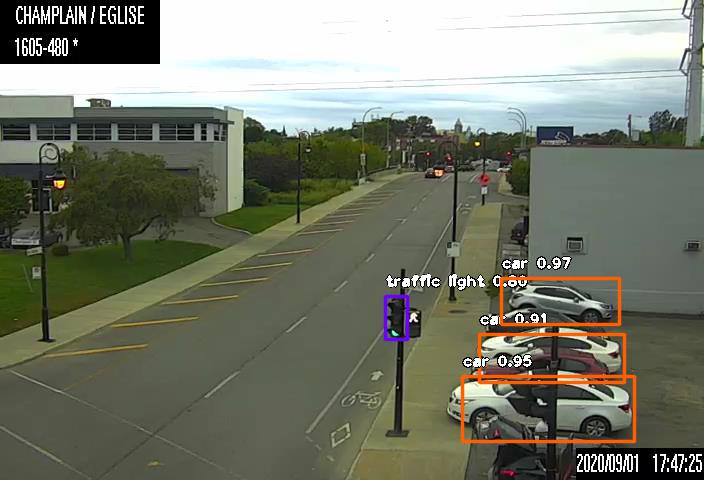 CHAMPLAIN / EGLISE
1605-480 *
car 0.97
traffic light 0.80
car 0.91
car 0.95
2020/09/01 17:47:25